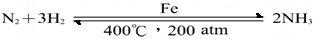 Fe
N₂+3H₂ ⇌ 2NH₃
400℃，200 atm